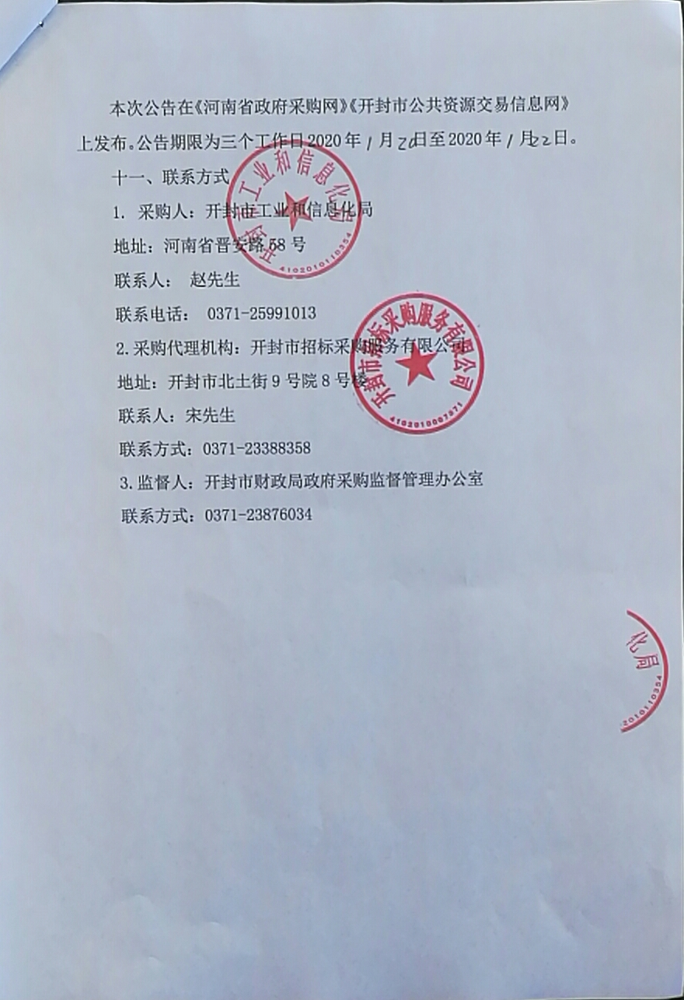 本次公告在《河南省政府采购网》《开封市公共资源交易信息网》
上发布。公告期限为三个工作日2020年1月20日至2020年1月22日。
十一、联系方式
1. 采购人：开封市工业和信息化局
地址：河南省晋安路58号
联系人： 赵先生
联系电话： 0371-25991013
2.采购代理机构：开封市招标采购服务有限公司
地址：开封市北土街9号院8号楼
联系人：宋先生
联系方式：0371-23388358
3.监督人：开封市财政局政府采购监督管理办公室
联系方式：0371-23876034
开封市工业和信息化局
4102010110354
开封市招标采购服务有限公司
化局
2010110354